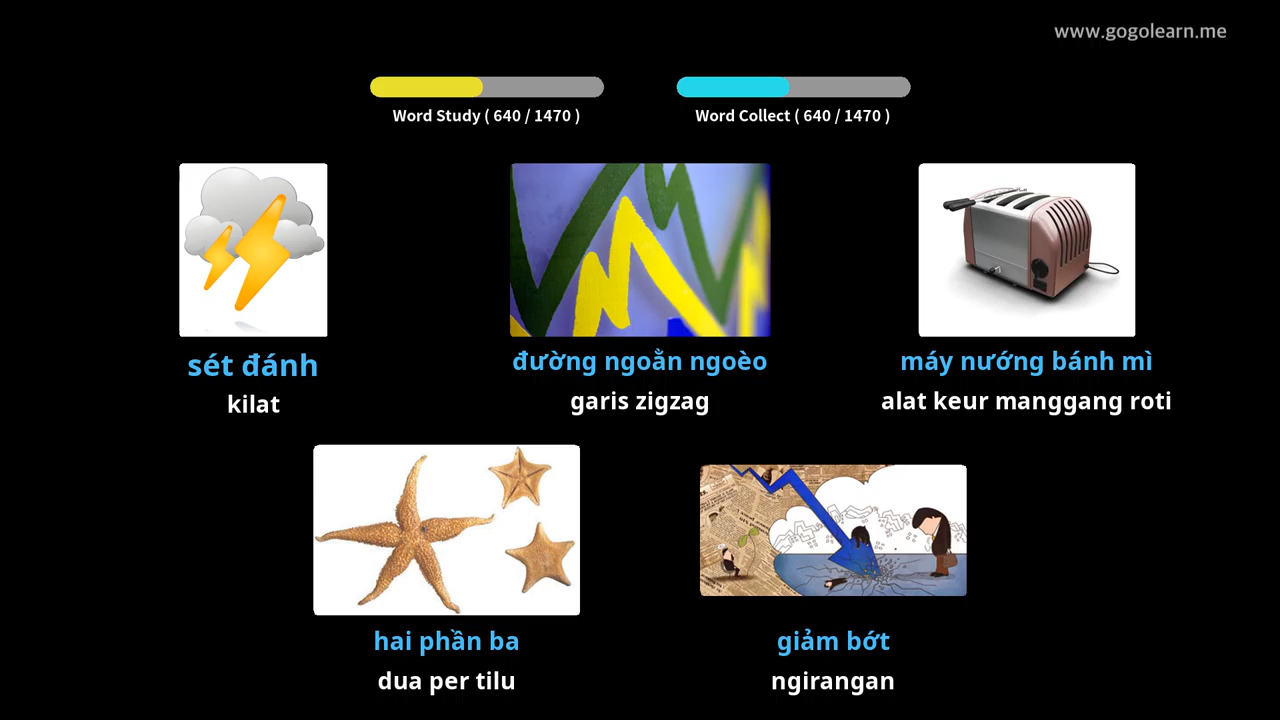 www.gogolearn.me
Word Study ( 640 / 1470 )
Word Collect ( 640 / 1470 )
sét đánh
kilat
đường ngoằn ngoèo
garis zigzag
máy nướng bánh mì
alat keur manggang roti
hai phần ba
dua per tilu
giảm bớt
ngirangan